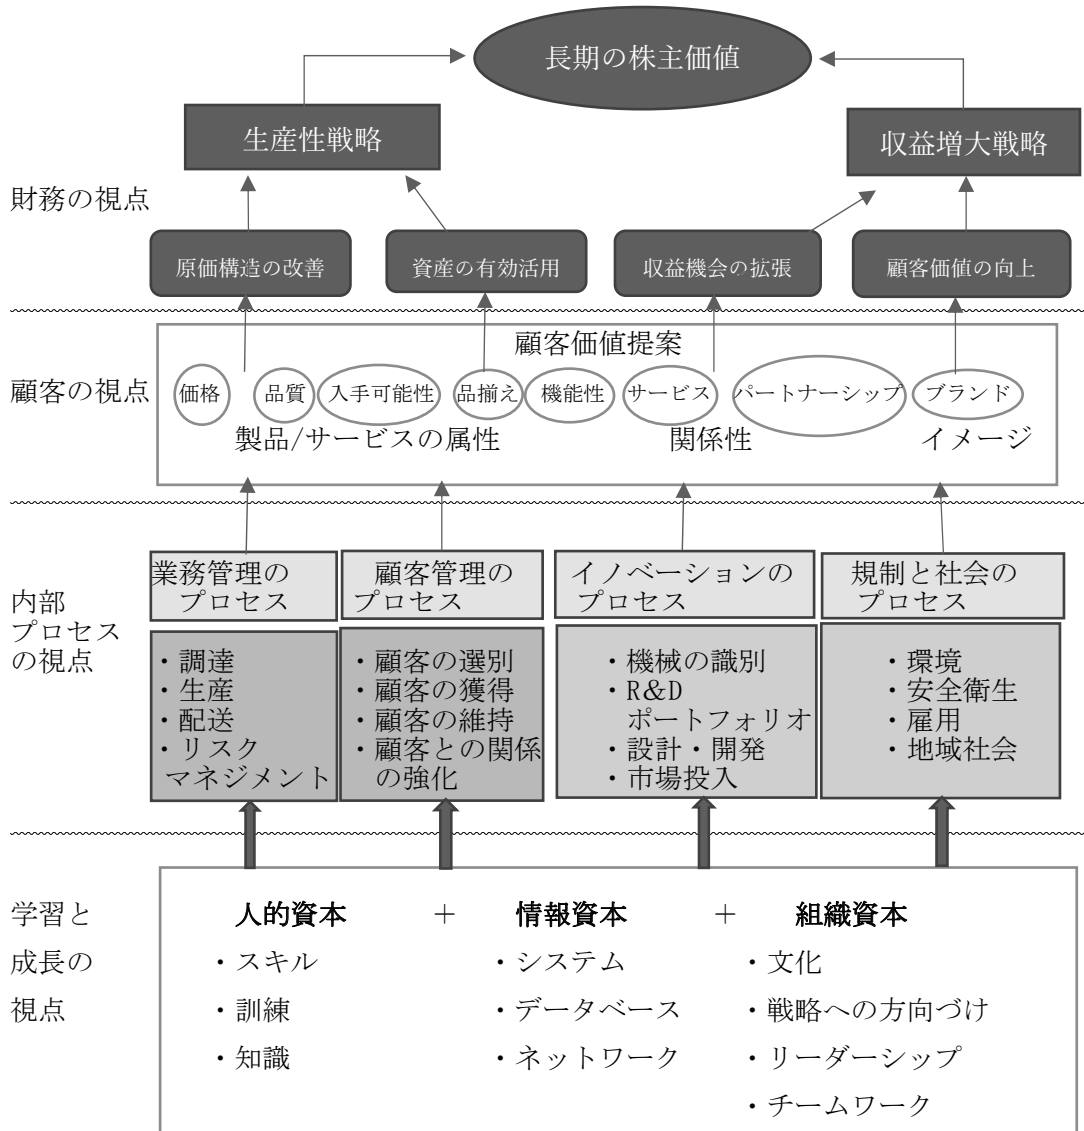 長期の株主価値
生産性戦略
収益増大戦略
財務の視点
原価構造の改善
資産の有効活用
収益機会の拡張
顧客価値の向上
顧客価値提案
顧客の視点
価格
品質
入手可能性
品揃え
機能性
サービス
パートナーシップ
ブランド
製品/サービスの属性
関係性
イメージ
内部
プロセス
の視点
業務管理の
プロセス
顧客管理の
プロセス
イノベーションの
プロセス
規制と社会の
プロセス
・調達
・生産
・配送
・リスク
マネジメント
・顧客の選別
・顧客の獲得
・顧客の維持
・顧客との関係
の強化
・機械の識別
・R&D
ポートフォリオ
・設計・開発
・市場投入
・環境
・安全衛生
・雇用
・地域社会
学習と
成長の
視点
人的資本 + 情報資本 + 組織資本
・スキル
・訓練
・知識
・システム
・データベース
・ネットワーク
・文化
・戦略への方向づけ
・リーダーシップ
・チームワーク